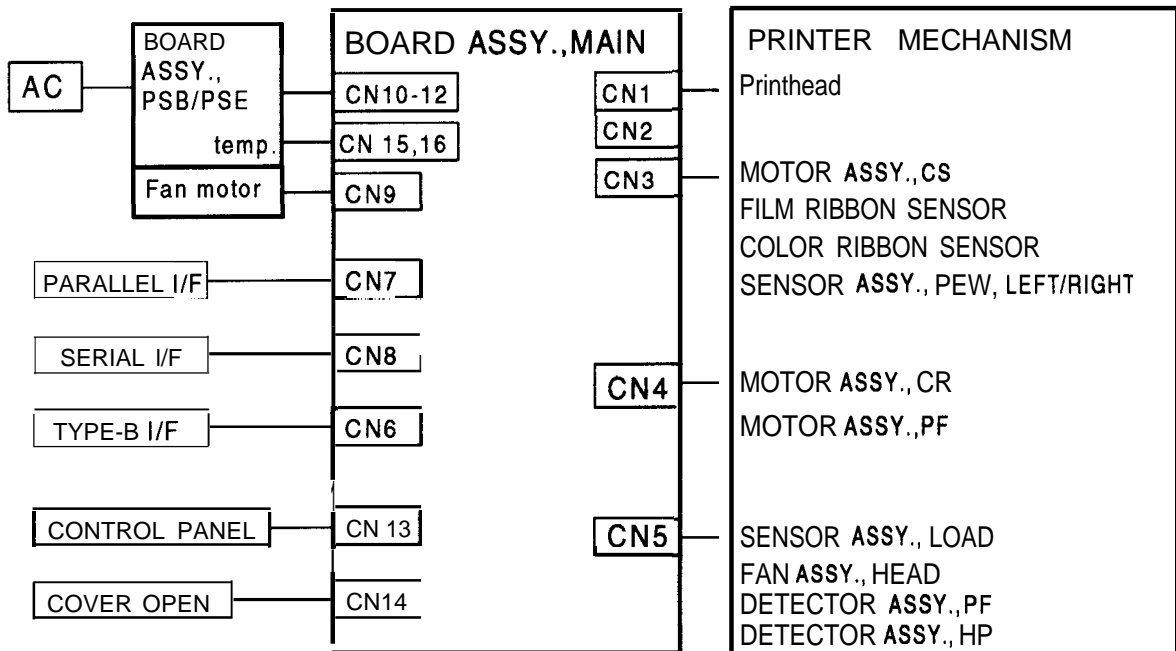 AC
BOARD
ASSY.,
PSB/PSE
temp.
Fan motor
PARALLEL I/F
SERIAL I/F
TYPE-B I/F
CONTROL PANEL
COVER OPEN
BOARD ASSY.,MAIN
CN10-12
CN 15,16
CN9
CN7
CN8
CN6
CN 13
CN14
CN1
CN2
CN3
CN4
CN5
PRINTER MECHANISM
Printhead
MOTOR ASSY.,CS
FILM RIBBON SENSOR
COLOR RIBBON SENSOR
SENSOR ASSY., PEW, LEFT/RIGHT
MOTOR ASSY., CR
MOTOR ASSY.,PF
SENSOR ASSY., LOAD
FAN ASSY., HEAD
DETECTOR ASSY.,PF
DETECTOR ASSY., HP